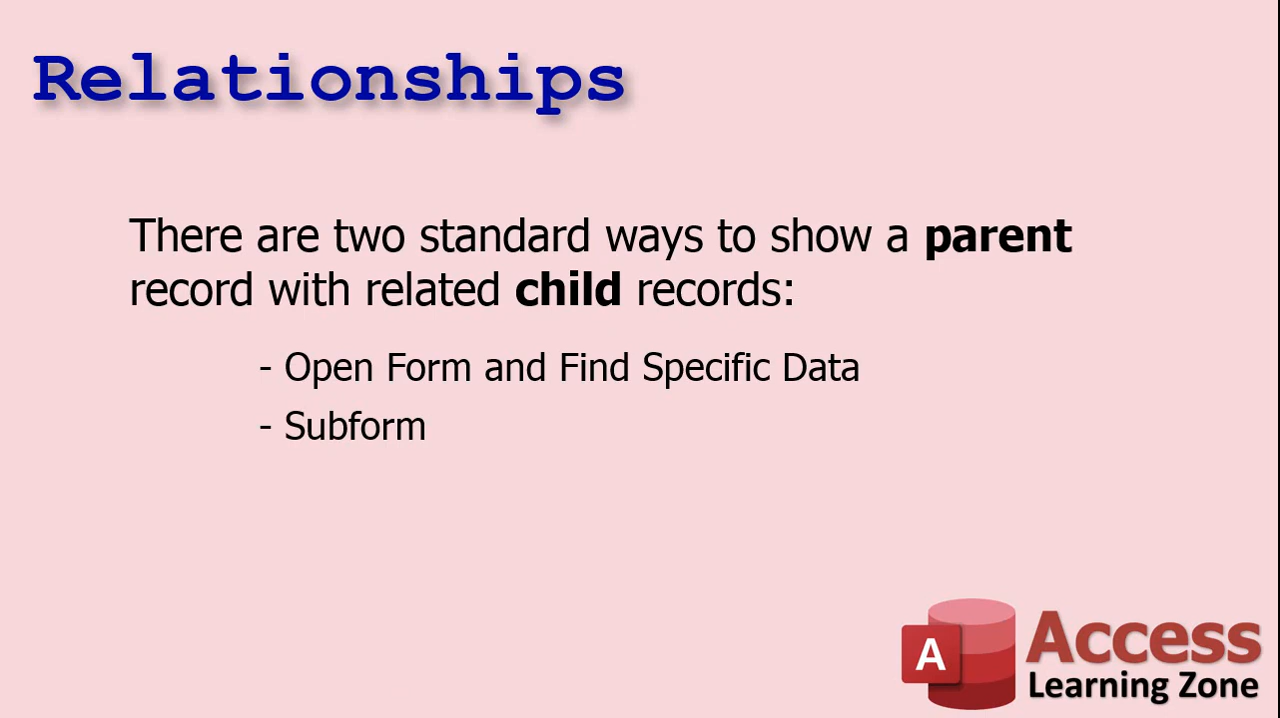 Relationships
There are two standard ways to show a parent
record with related child records:
- Open Form and Find Specific Data
- Subform
A
Access
Learning Zone